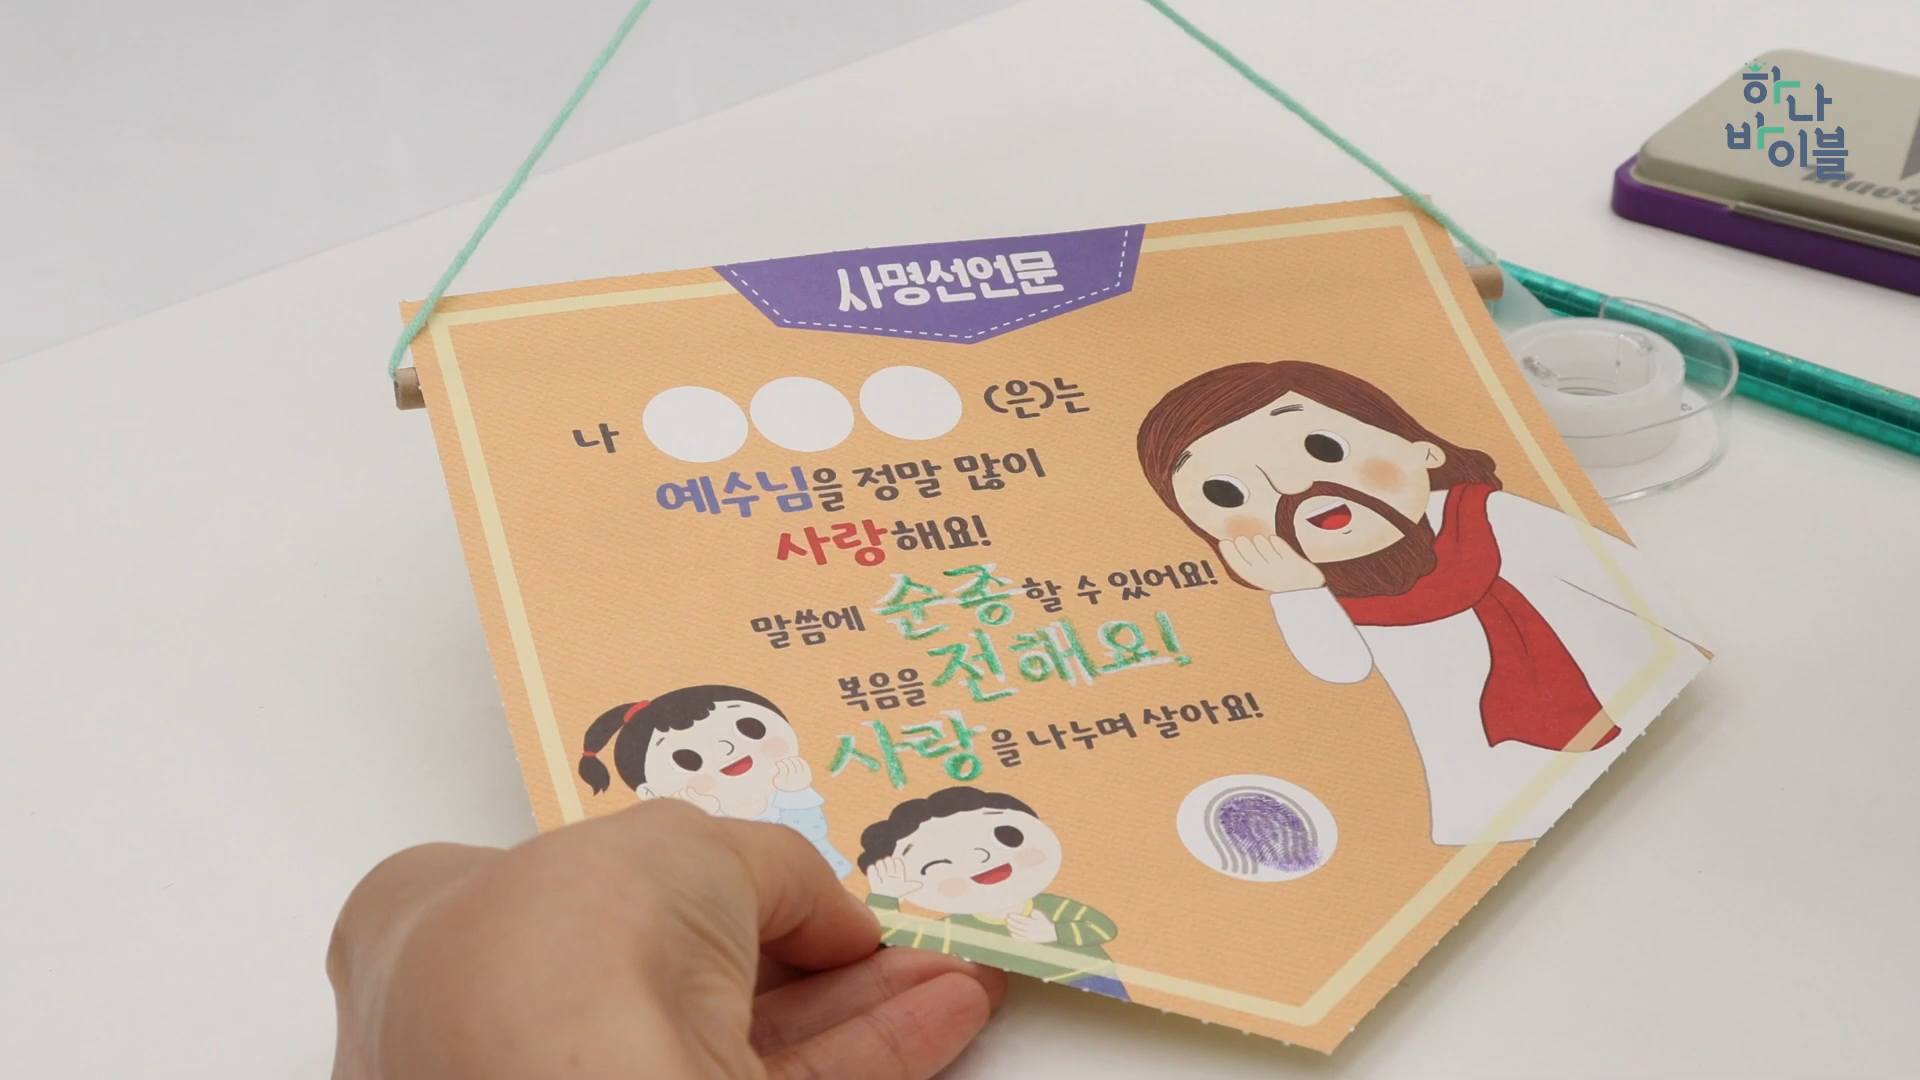 하나
바이블
사명선언문
나 (은)는
예수님을 정말 많이
사랑해요!
말씀에 순종할 수 있어요!
복음을 전해요!
사랑을 나누며 살아요!